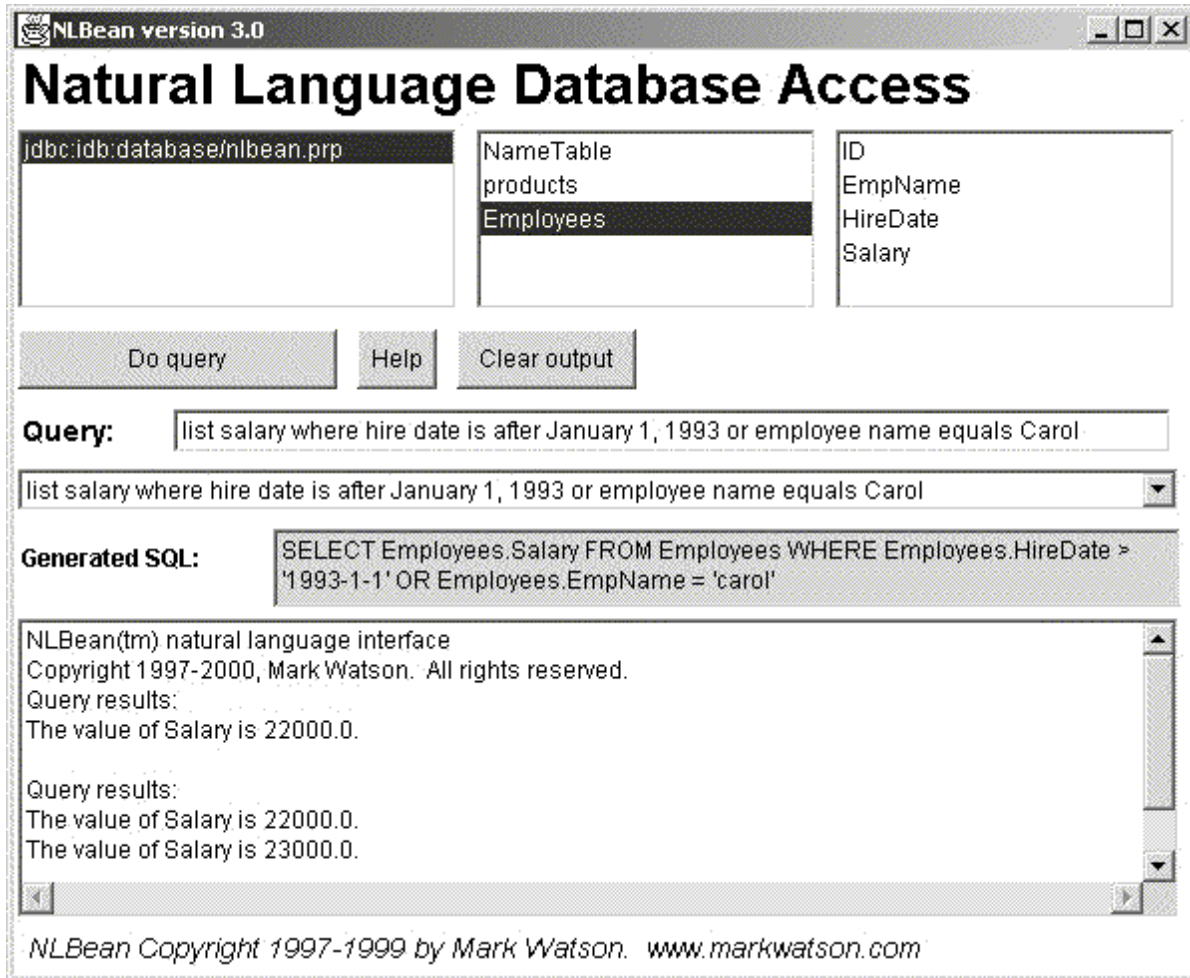 NLBean version 3.0
Natural Language Database Access
jdbc:idb:database/nlbean.prp
NameTable
products
Employees
ID
EmpName
HireDate
Salary
Do query
Help
Clear output
Query:
list salary where hire date is after January 1, 1993 or employee name equals Carol
list salary where hire date is after January 1, 1993 or employee name equals Carol
Generated SQL:
SELECT Employees.Salary FROM Employees WHERE Employees.HireDate >
'1993-1-1' OR Employees.EmpName = 'carol'
NLBean(tm) natural language interface
Copyright 1997-2000, Mark Watson.  All rights reserved.
Query results:
The value of Salary is 22000.0.
Query results:
The value of Salary is 22000.0.
The value of Salary is 23000.0.
NLBean Copyright 1997-1999 by Mark Watson.  www.markwatson.com